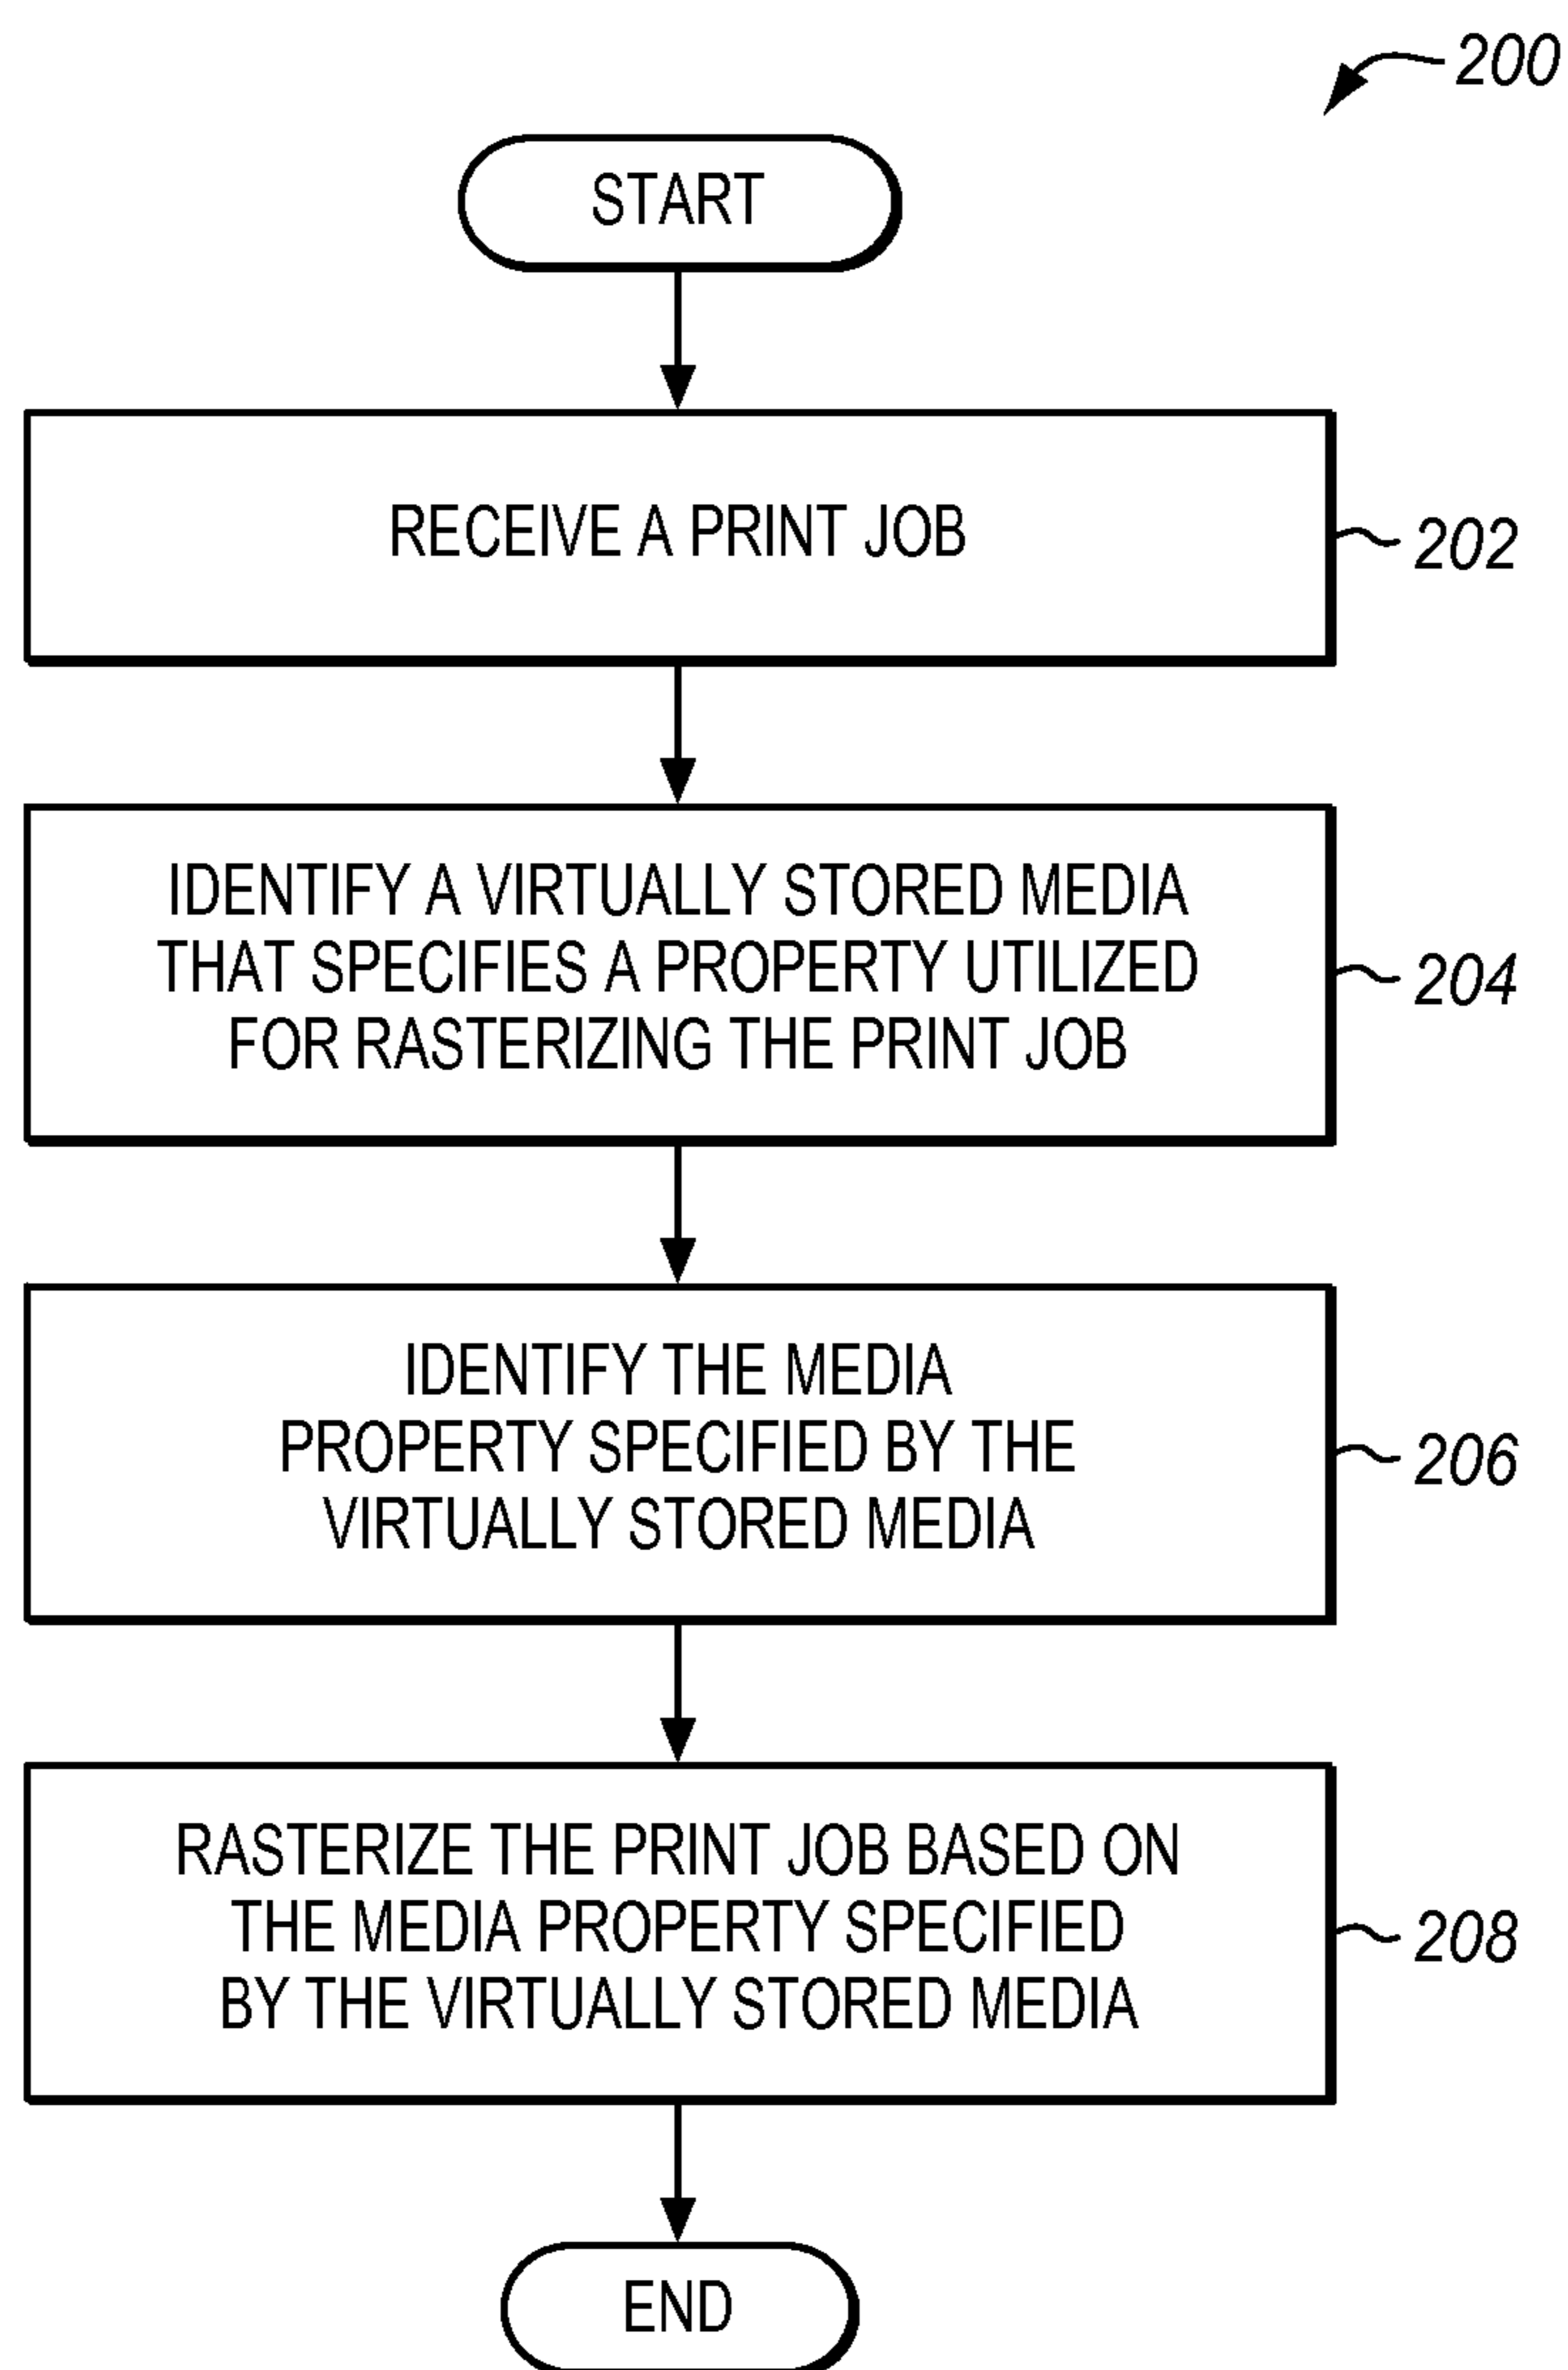 200
START
RECEIVE A PRINT JOB
202
IDENTIFY A VIRTUALLY STORED MEDIA
THAT SPECIFIES A PROPERTY UTILIZED
FOR RASTERIZING THE PRINT JOB
204
IDENTIFY THE MEDIA
PROPERTY SPECIFIED BY THE
VIRTUALLY STORED MEDIA
206
RASTERIZE THE PRINT JOB BASED ON
THE MEDIA PROPERTY SPECIFIED
BY THE VIRTUALLY STORED MEDIA
208
END